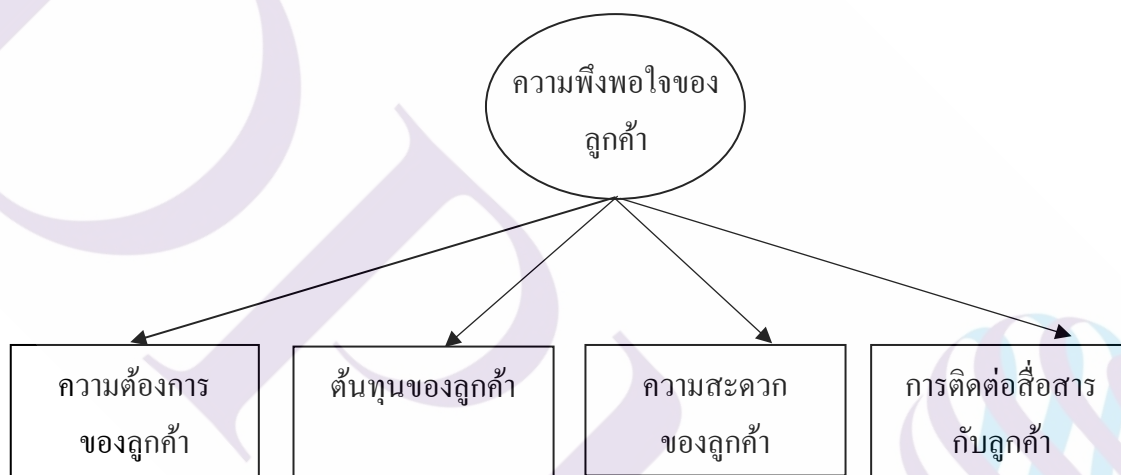 ความพึงพอใจของ
ลูกค้า
ความต้องการ
ของลูกค้า
ต้นทุนของลูกค้า
ความสะดวก
ของลูกค้า
การติดต่อสื่อสาร
กับลูกค้า